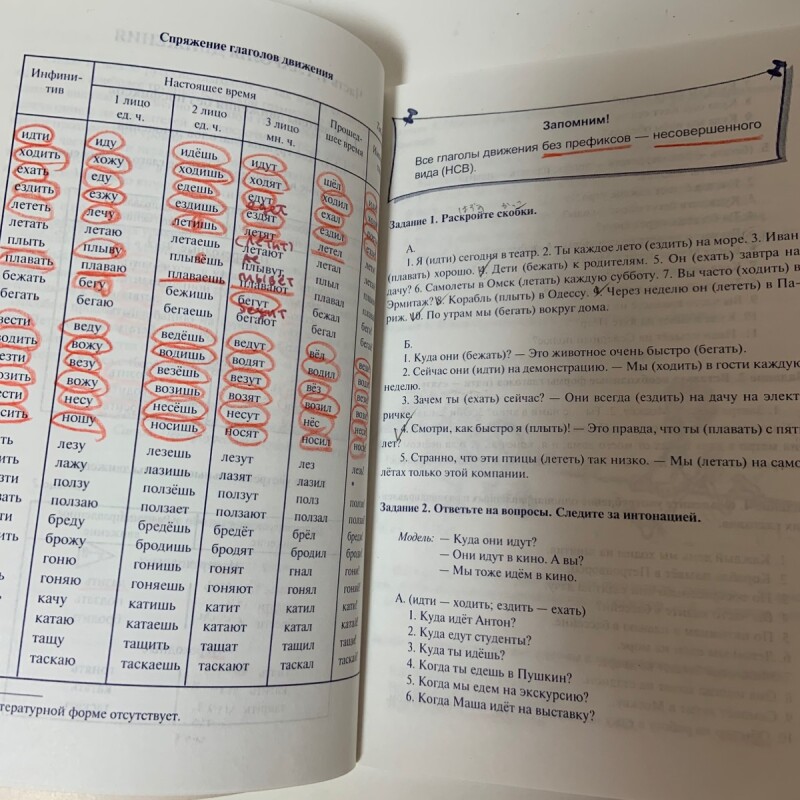 Спряжение глаголов движения
Инфини-
тив
Настоящее время
1 лицо
ед. ч.
2 лицо
ед. ч.
3 лицо
мн. ч.
Прошед-
шее время
идти иду идёшь идут шёл
ходить хожу ходишь ходят ходил
ехать еду едешь едут ехал
ездить езжу ездишь ездят ездил
лететь лечу летишь летят летел
летать летаю летаешь летают летал
плыть плыву плывёшь плывут плыл
плавать плаваю плаваешь плавают плавал
бежать бегу бежишь бегут бежал
бегать бегаю бегаешь бегают бегал
веду ведёшь ведут вёл
вожу водишь водят водил
везу везёшь везут вёз
вожу возишь возят возил
несу несёшь несут нёс
ношу носишь носят носил
лезу лезешь лезут лез
лажу лазишь лазят лазил
ползу ползёшь ползут полз
ползаю ползает ползают ползал
бреду бредёшь бредёт брёл
брожу бродишь бродят бродил
гоню гонишь гонят гнал
гоняю гоняешь гоняют гонял
качу катишь катит катил
катаю катаешь катают катал
тащу тащить тащат тащил
таскаю таскаешь таскают таскал
тературной форме отсутствует.
Запомним!
Все глаголы движения без префиксов — несовершенного
вида (НСВ).
Задание 1. Раскройте скобки.
А.
1. Я (идти) сегодня в театр. 2. Ты каждое лето (ездить) на море. 3. Иван
(плавать) хорошо. 4. Дети (бежать) к родителям. 5. Он (ехать) завтра на
дачу? 6. Самолеты в Омск (летать) каждую субботу. 7. Вы часто (ходить) в
Эрмитаж? 8. Корабль (плыть) в Одессу. 9. Через неделю он (лететь) в Па-
риж. 10. По утрам мы (бегать) вокруг дома.
Б.
1. Куда они (бежать)? — Это животное очень быстро (бегать).
2. Сейчас они (идти) на демонстрацию. — Мы (ходить) в гости каждую
неделю.
3. Зачем ты (ехать) сейчас? — Они всегда (ездить) на дачу на элект
ричке.
4. Смотри, как быстро я (плыть)! — Это правда, что ты (плавать) с пят
лет?
5. Странно, что эти птицы (лететь) так низко. — Мы (летать) на само
лётах только этой компании.
Задание 2. Ответьте на вопросы. Следите за интонацией.
Модель: — Куда они идут?
— Они идут в кино. А вы?
— Мы тоже идём в кино.
А. (идти — ходить; ездить — ехать)
1. Куда идёт Антон?
2. Куда едут студенты?
3. Куда ты идёшь?
4. Когда ты едешь в Пушкин?
5. Когда мы едем на экскурсию?
6. Когда Маша идёт на выставку?